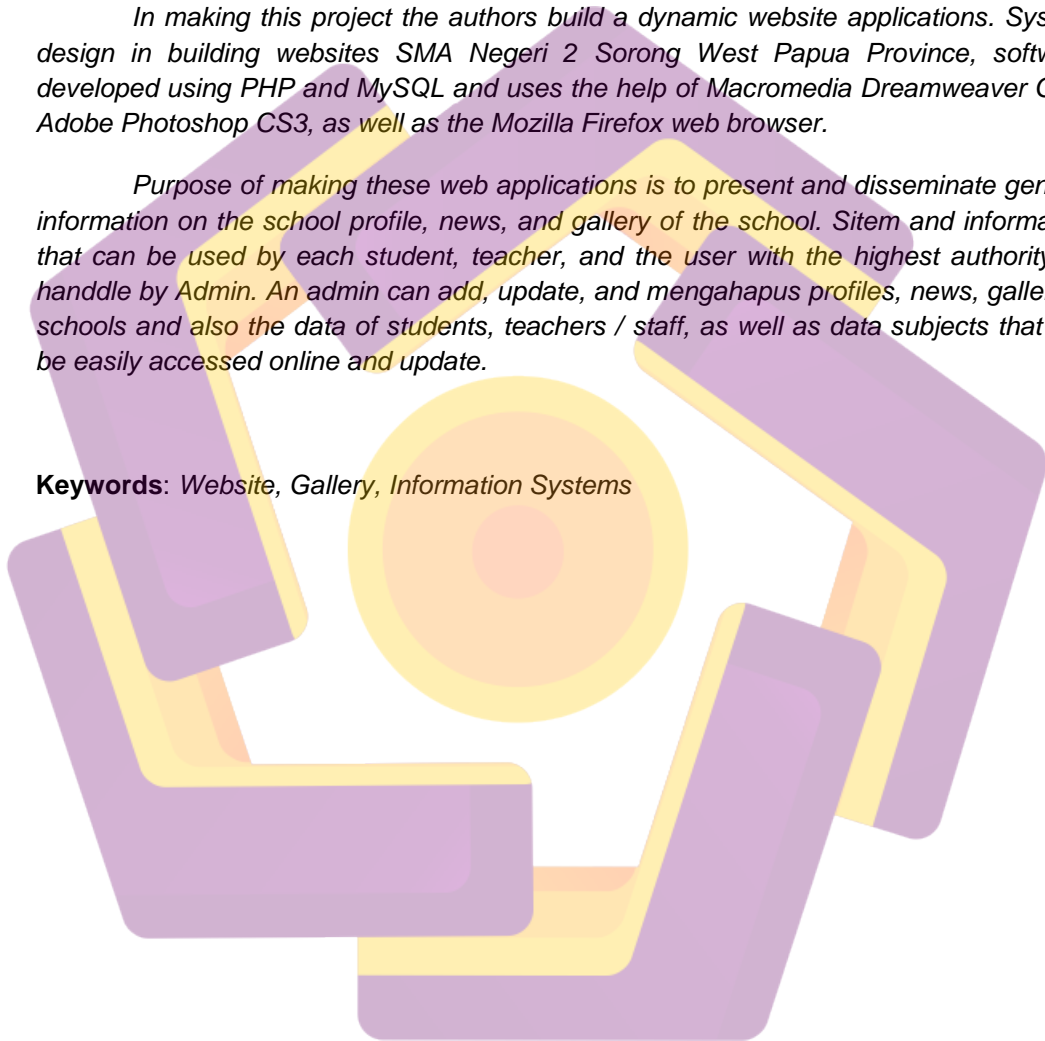 In making this project the authors build a dynamic website applications. Sys
design in building websites SMA Negeri 2 Sorong West Papua Province, softw
developed using PHP and MySQL and uses the help of Macromedia Dreamweaver
Adobe Photoshop CS3, as well as the Mozilla Firefox web browser.
Purpose of making these web applications is to present and disseminate gen
information on the school profile, news, and gallery of the school. Sitem and informa
that can be used by each student, teacher, and the user with the highest authority
handdle by Admin. An admin can add, update, and mengahapus profiles, news, galle
schools and also the data of students, teachers / staff, as well as data subjects that
be easily accessed online and update.
Keywords: Website, Gallery, Information Systems